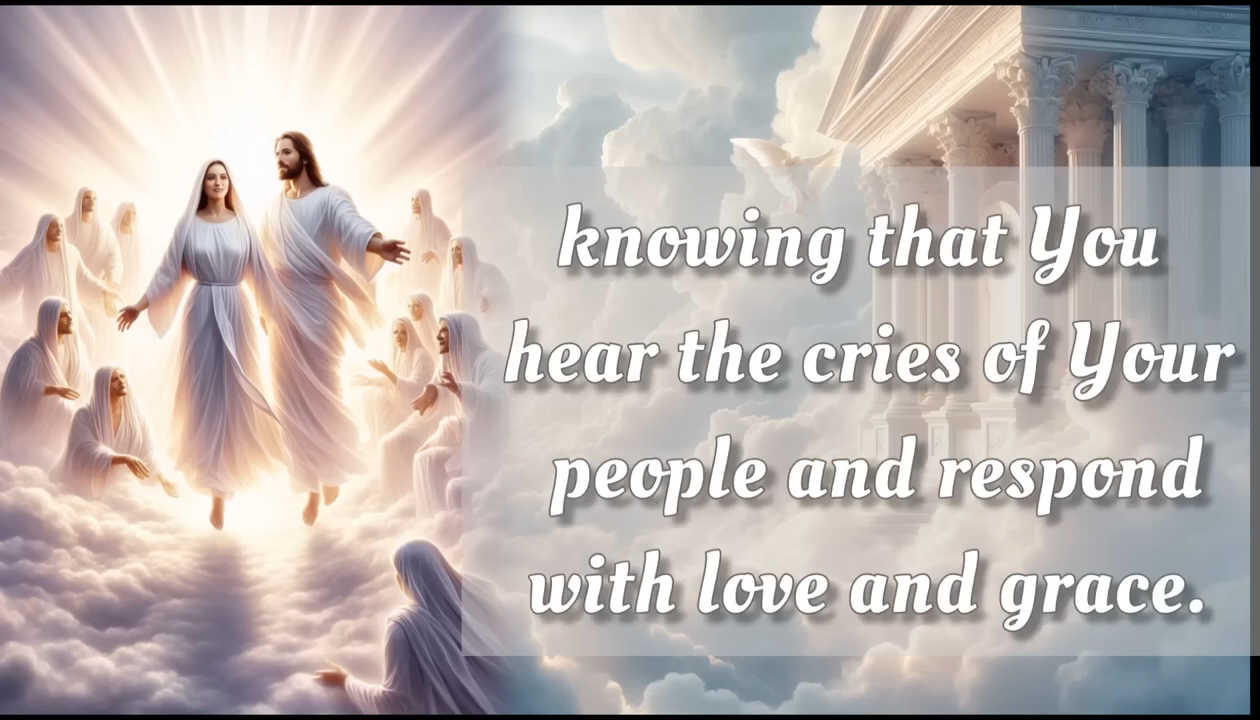 knowing that You
hear the cries of Your
people and respond
with love and grace.